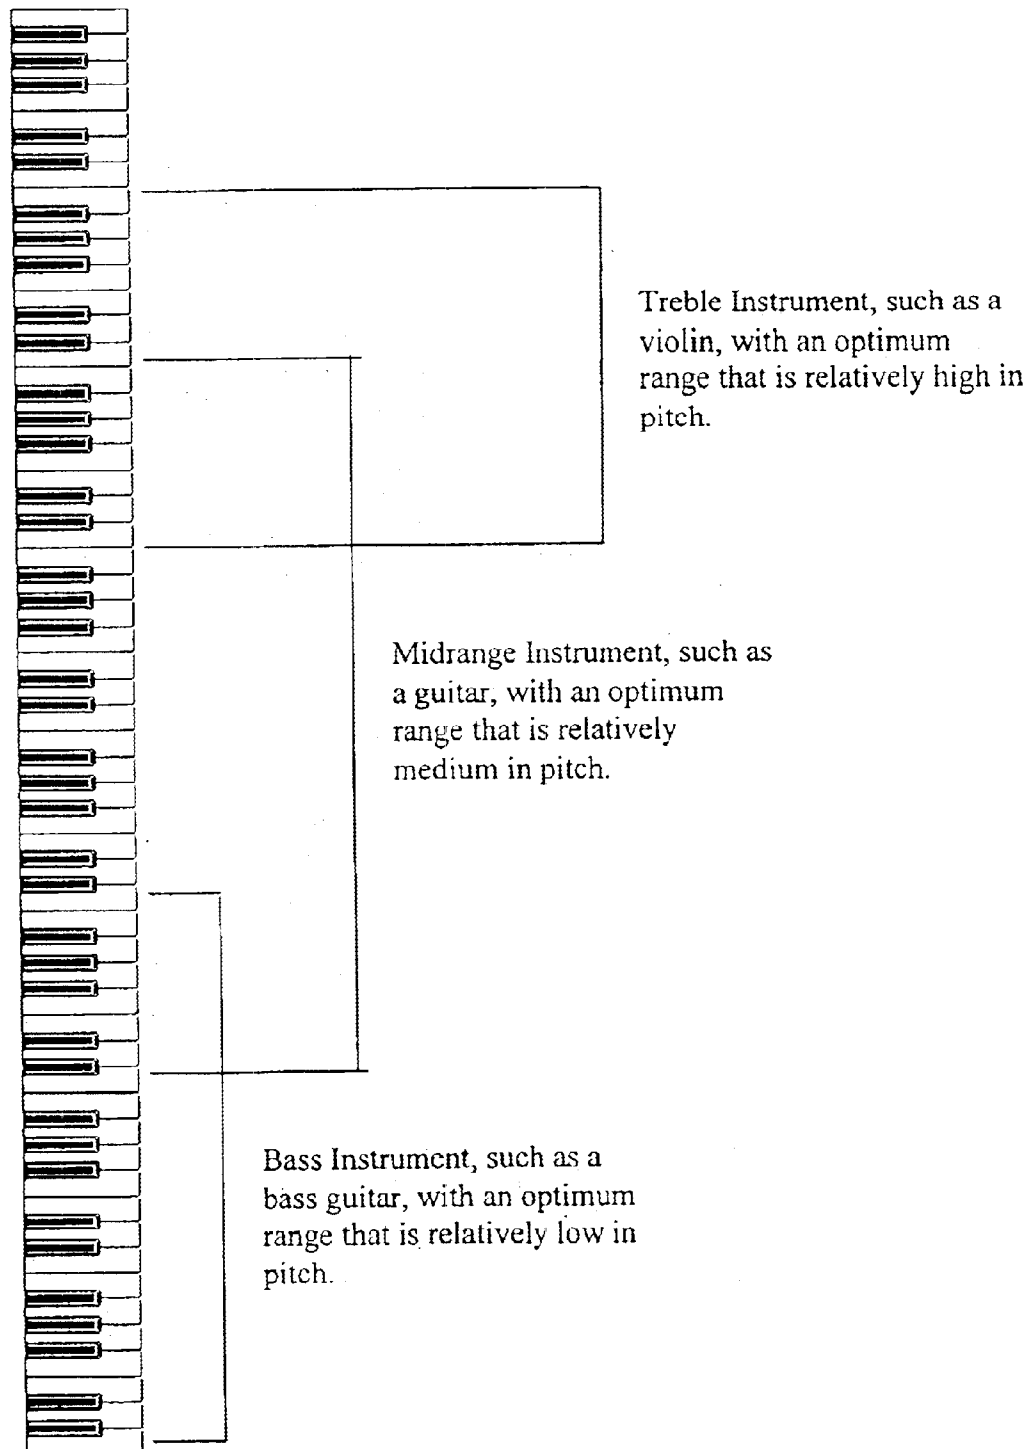 Treble Instrument, such as a
violin, with an optimum
range that is relatively high in
pitch.
Midrange Instrument, such as
a guitar, with an optimum
range that is relatively
medium in pitch.
Bass Instrument, such as a
bass guitar, with an optimum
range that is relatively low in
pitch.